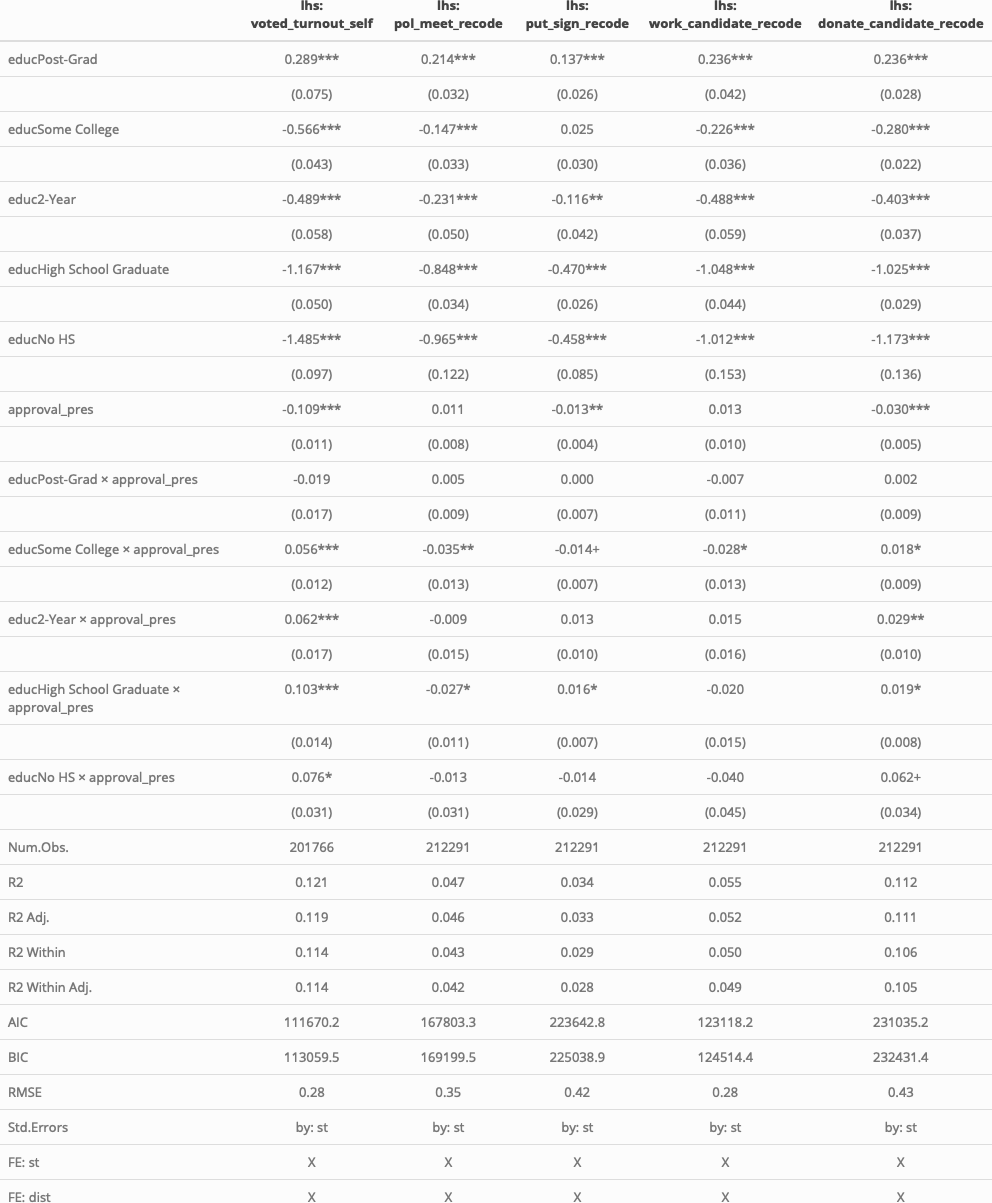 lhs: lhs: lhs: lhs: lhs:
voted_turnout_self pol_meet_recode put_sign_recode work_candidate_recode donate_candidate_recode
educPost-Grad 0.289*** 0.214*** 0.137*** 0.236*** 0.236***
(0.075) (0.032) (0.026) (0.042) (0.028)
educSome College -0.566*** -0.147*** 0.025 -0.226*** -0.280***
(0.043) (0.033) (0.030) (0.036) (0.022)
educ2-Year -0.489*** -0.231*** -0.116** -0.488*** -0.403***
(0.058) (0.050) (0.042) (0.059) (0.037)
educHigh School Graduate -1.167*** -0.848*** -0.470*** -1.048*** -1.025***
(0.050) (0.034) (0.026) (0.044) (0.029)
educNo HS -1.485*** -0.965*** -0.458*** -1.012*** -1.173***
(0.097) (0.122) (0.085) (0.153) (0.136)
approval_pres -0.109*** 0.011 -0.013** 0.013 -0.030***
(0.011) (0.008) (0.004) (0.010) (0.005)
educPost-Grad × approval_pres -0.019 0.005 0.000 -0.007 0.002
(0.017) (0.009) (0.007) (0.011) (0.009)
educSome College × approval_pres 0.056*** -0.035** -0.014+ -0.028* 0.018*
(0.012) (0.013) (0.007) (0.013) (0.009)
educ2-Year × approval_pres 0.062*** -0.009 0.013 0.015 0.029**
(0.017) (0.015) (0.010) (0.016) (0.010)
educHigh School Graduate × 0.103*** -0.027* 0.016* -0.020 0.019*
approval_pres
(0.014) (0.011) (0.007) (0.015) (0.008)
educNo HS × approval_pres 0.076* -0.013 -0.014 -0.040 0.062+
(0.031) (0.031) (0.029) (0.045) (0.034)
Num.Obs. 201766 212291 212291 212291 212291
R2 0.121 0.047 0.034 0.055 0.112
R2 Adj. 0.119 0.046 0.033 0.052 0.111
R2 Within 0.114 0.043 0.029 0.050 0.106
R2 Within Adj. 0.114 0.042 0.028 0.049 0.105
AIC 111670.2 167803.3 223642.8 123118.2 231035.2
BIC 113059.5 169199.5 225038.9 124514.4 232431.4
RMSE 0.28 0.35 0.42 0.28 0.43
Std.Errors by: st by: st by: st by: st by: st
FE: st X X X X X
FE: dist X X X X X